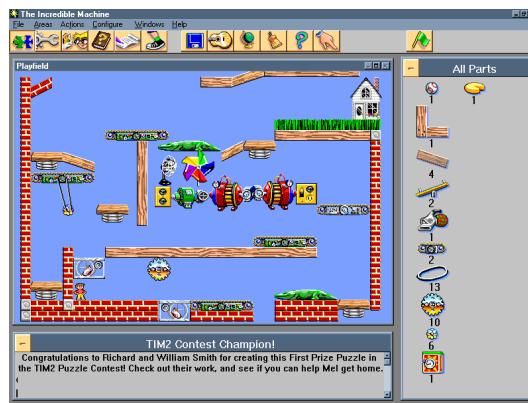 The Incredible Machine
File Areas Actions Configure Windows Help
Playfield
All Parts
1 1
1
4
2
1
2
13
10
6
1
TIM2 Contest Champion!
Congratulations to Richard and William Smith for creating this First Prize Puzzle in
the TIM2 Puzzle Contest! Check out their work, and see if you can help Mel get home.